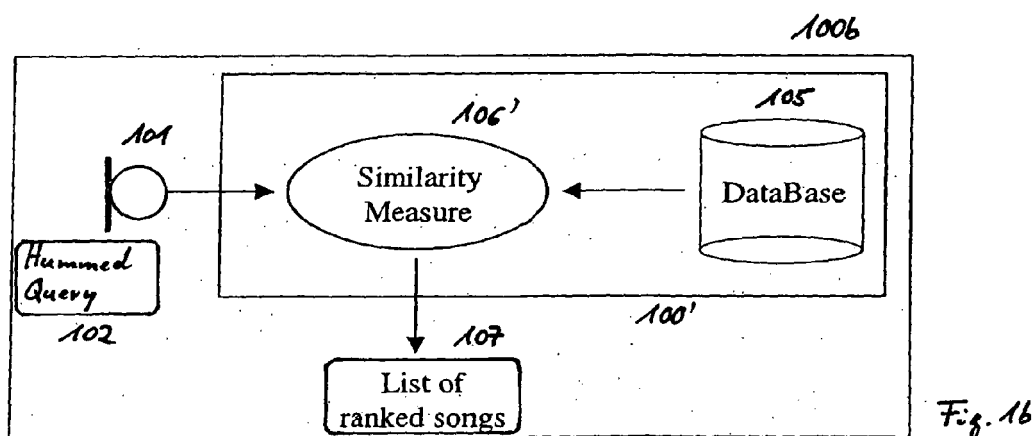 100b
106'
105
101
Similarity
Measure
DataBase
Hummed
Query
102
100'
107
List of
ranked songs
Fig. 1b